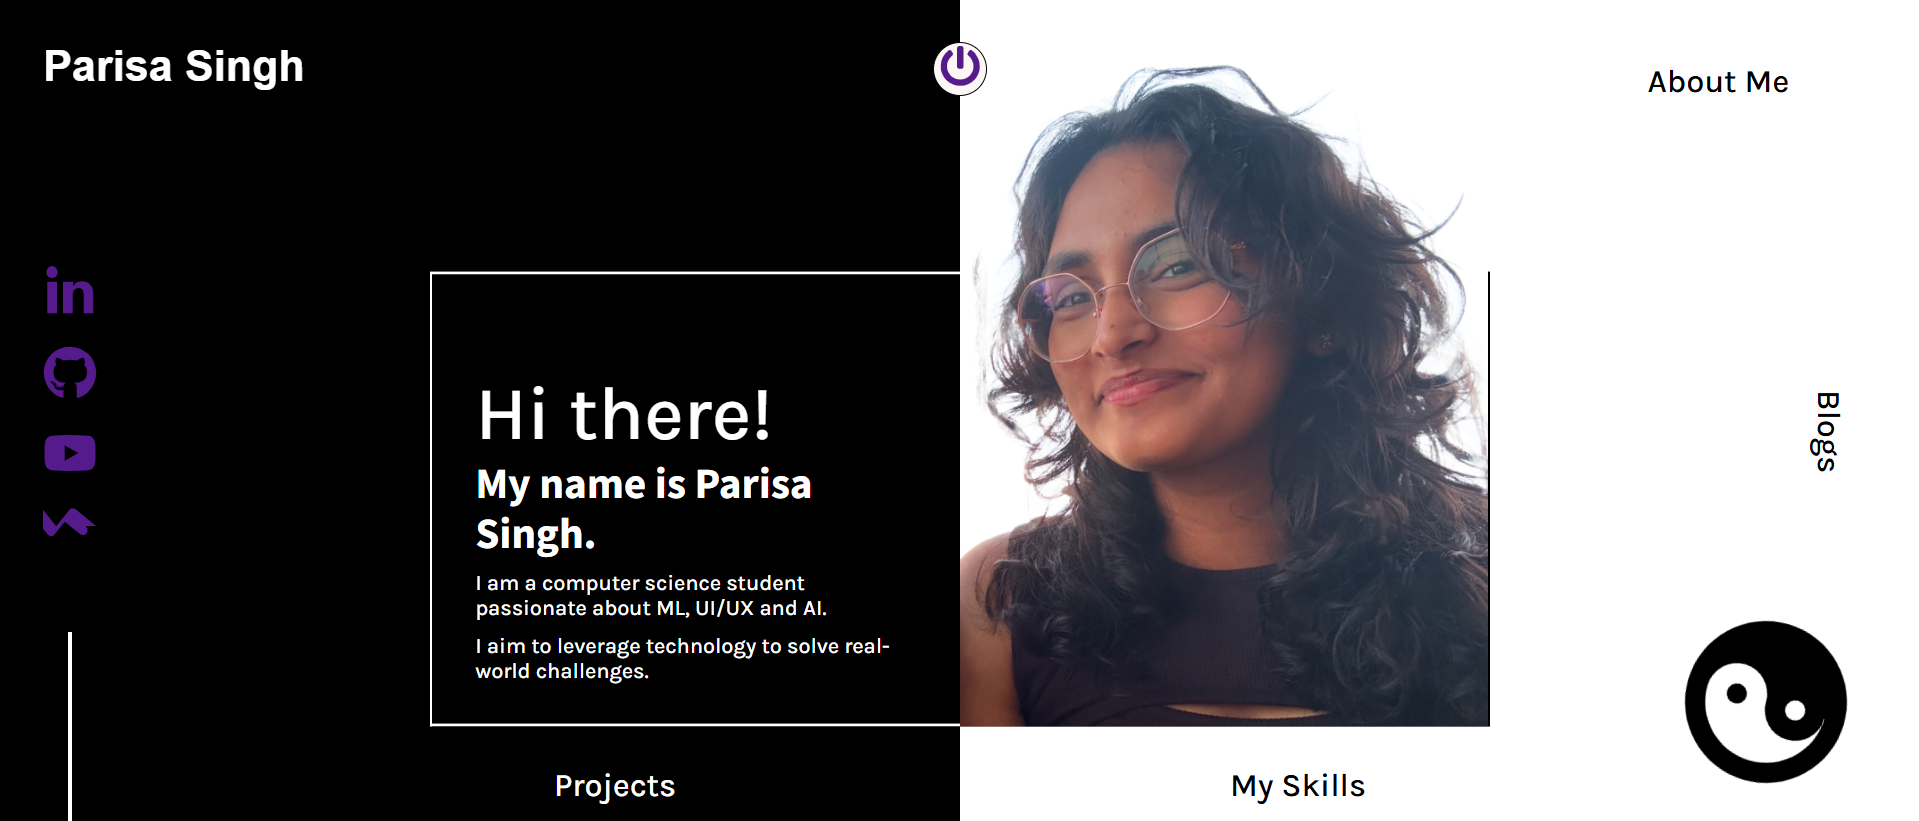 Parisa Singh
About Me
Blogs
Hi there!
My name is Parisa
Singh.
I am a computer science student
passionate about ML, UI/UX and AI.
I aim to leverage technology to solve real-
world challenges.
Projects
My Skills